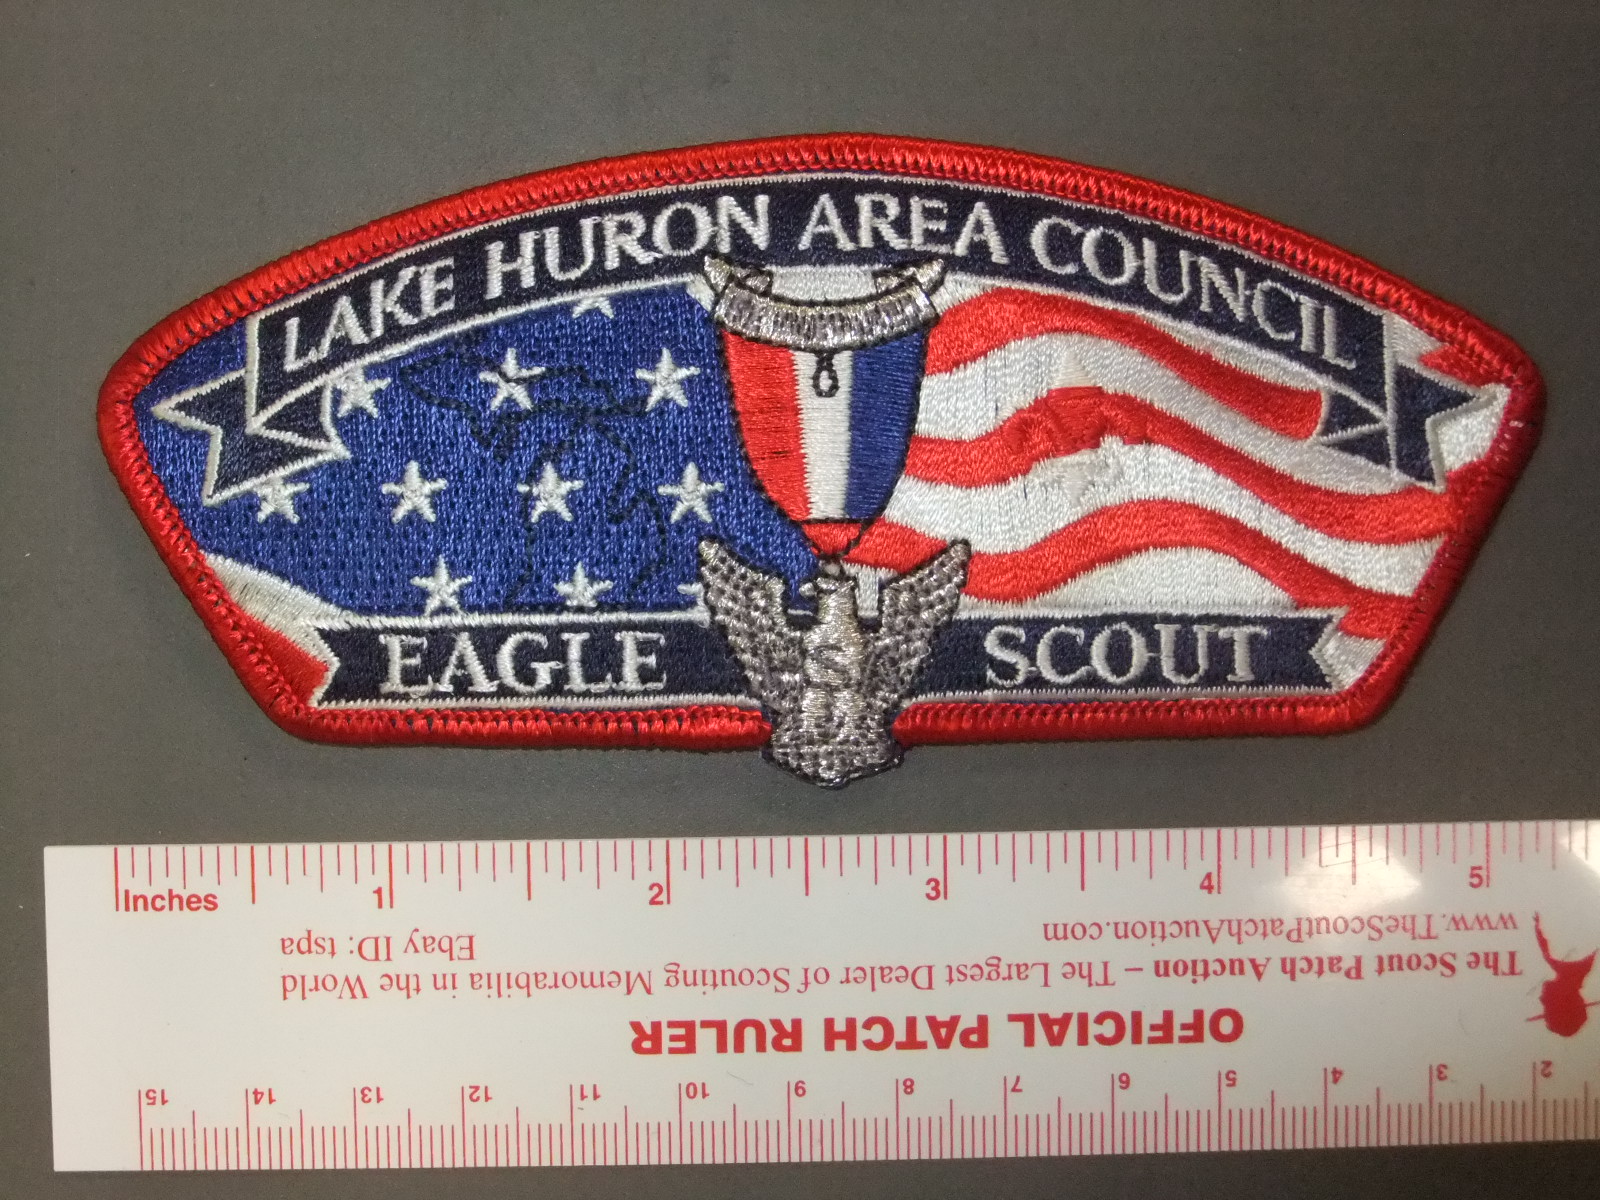 LAKE HURON AREA COUNCIL
EAGLE SCOUT
Inches 1 2 3 4 5
www.TheScoutPatchAuction.com
Ebay ID: tspa
The Scout Patch Auction – The Largest Dealer of Scouting Memorabilia in the World
OFFICIAL PATCH RULER
15 14 13 12 11 10 9 8 7 6 5 4 3 2